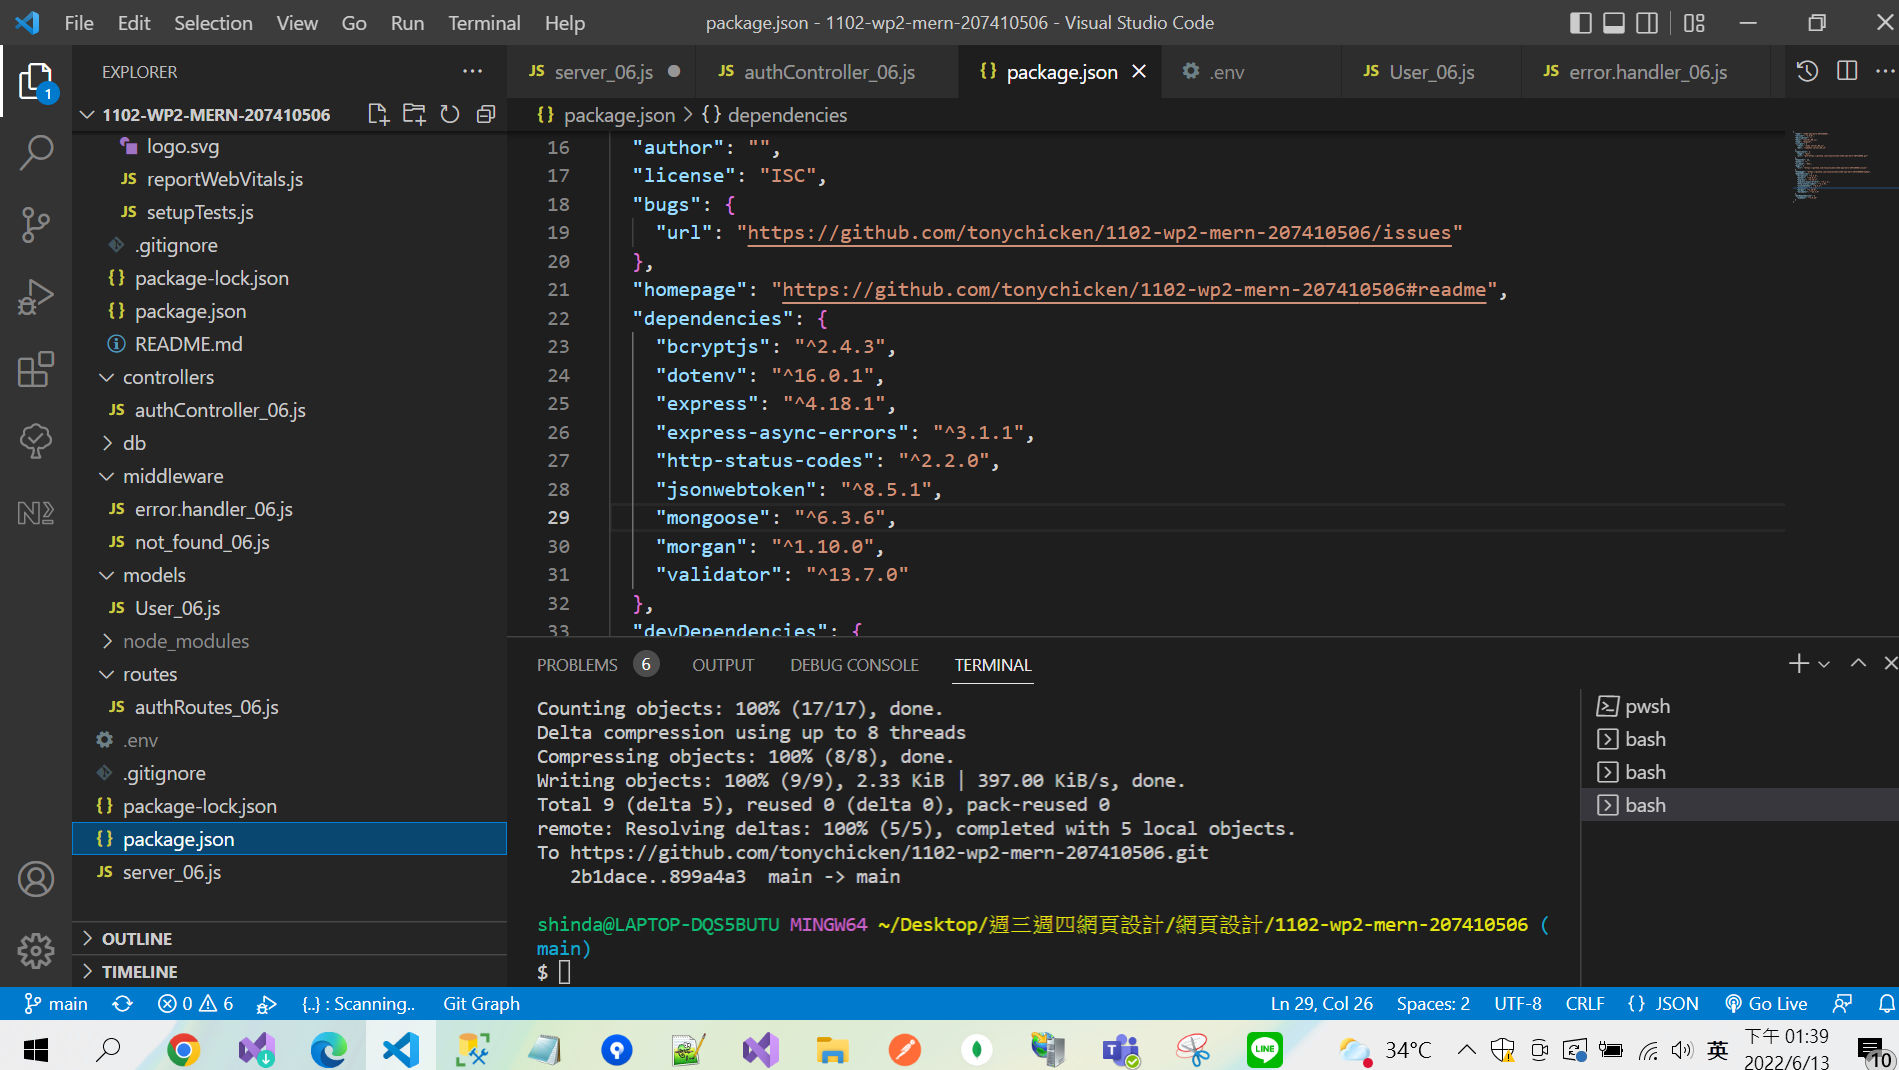 File Edit Selection View Go Run Terminal Help
package.json - 1102-wp2-mern-207410506 - Visual Studio Code
EXPLORER
1
1102-WP2-MERN-207410506
logo.svg
JS reportWebVitals.js
JS setupTests.js
.gitignore
{} package-lock.json
{} package.json
README.md
controllers
JS authController_06.js
db
middleware
JS error.handler_06.js
JS not_found_06.js
models
JS User_06.js
node_modules
routes
JS authRoutes_06.js
.env
.gitignore
{} package-lock.json
{} package.json
JS server_06.js
OUTLINE
TIMELINE
JS server_06.js JS authController_06.js {} package.json .env JS User_06.js JS error.handler_06.js
{} package.json > {} dependencies
16 "author": "",
17 "license": "ISC",
18 "bugs": {
19 "url": "https://github.com/tonychicken/1102-wp2-mern-207410506/issues"
20 },
21 "homepage": "https://github.com/tonychicken/1102-wp2-mern-207410506#readme",
22 "dependencies": {
23 "bcryptjs": "^2.4.3",
24 "dotenv": "^16.0.1",
25 "express": "^4.18.1",
26 "express-async-errors": "^3.1.1",
27 "http-status-codes": "^2.2.0",
28 "jsonwebtoken": "^8.5.1",
29 "mongoose": "^6.3.6",
30 "morgan": "^1.10.0",
31 "validator": "^13.7.0"
32 },
33 "devDependencies": {
PROBLEMS 6 OUTPUT DEBUG CONSOLE TERMINAL
Counting objects: 100% (17/17), done.
Delta compression using up to 8 threads
Compressing objects: 100% (8/8), done.
Writing objects: 100% (9/9), 2.33 KiB | 397.00 KiB/s, done.
Total 9 (delta 5), reused 0 (delta 0), pack-reused 0
remote: Resolving deltas: 100% (5/5), completed with 5 local objects.
To https://github.com/tonychicken/1102-wp2-mern-207410506.git
2b1dace..899a4a3 main -> main
shinda@LAPTOP-DQS5BUTU MINGW64 ~/Desktop/週三週四網頁設計/網頁設計/1102-wp2-mern-207410506 (
main)
$
pwsh
bash
bash
bash
main 0 6 {..} : Scanning.. Git Graph Ln 29, Col 26 Spaces: 2 UTF-8 CRLF {} JSON Go Live
LINE 34°C 英 下午 01:39
2022/6/13 10